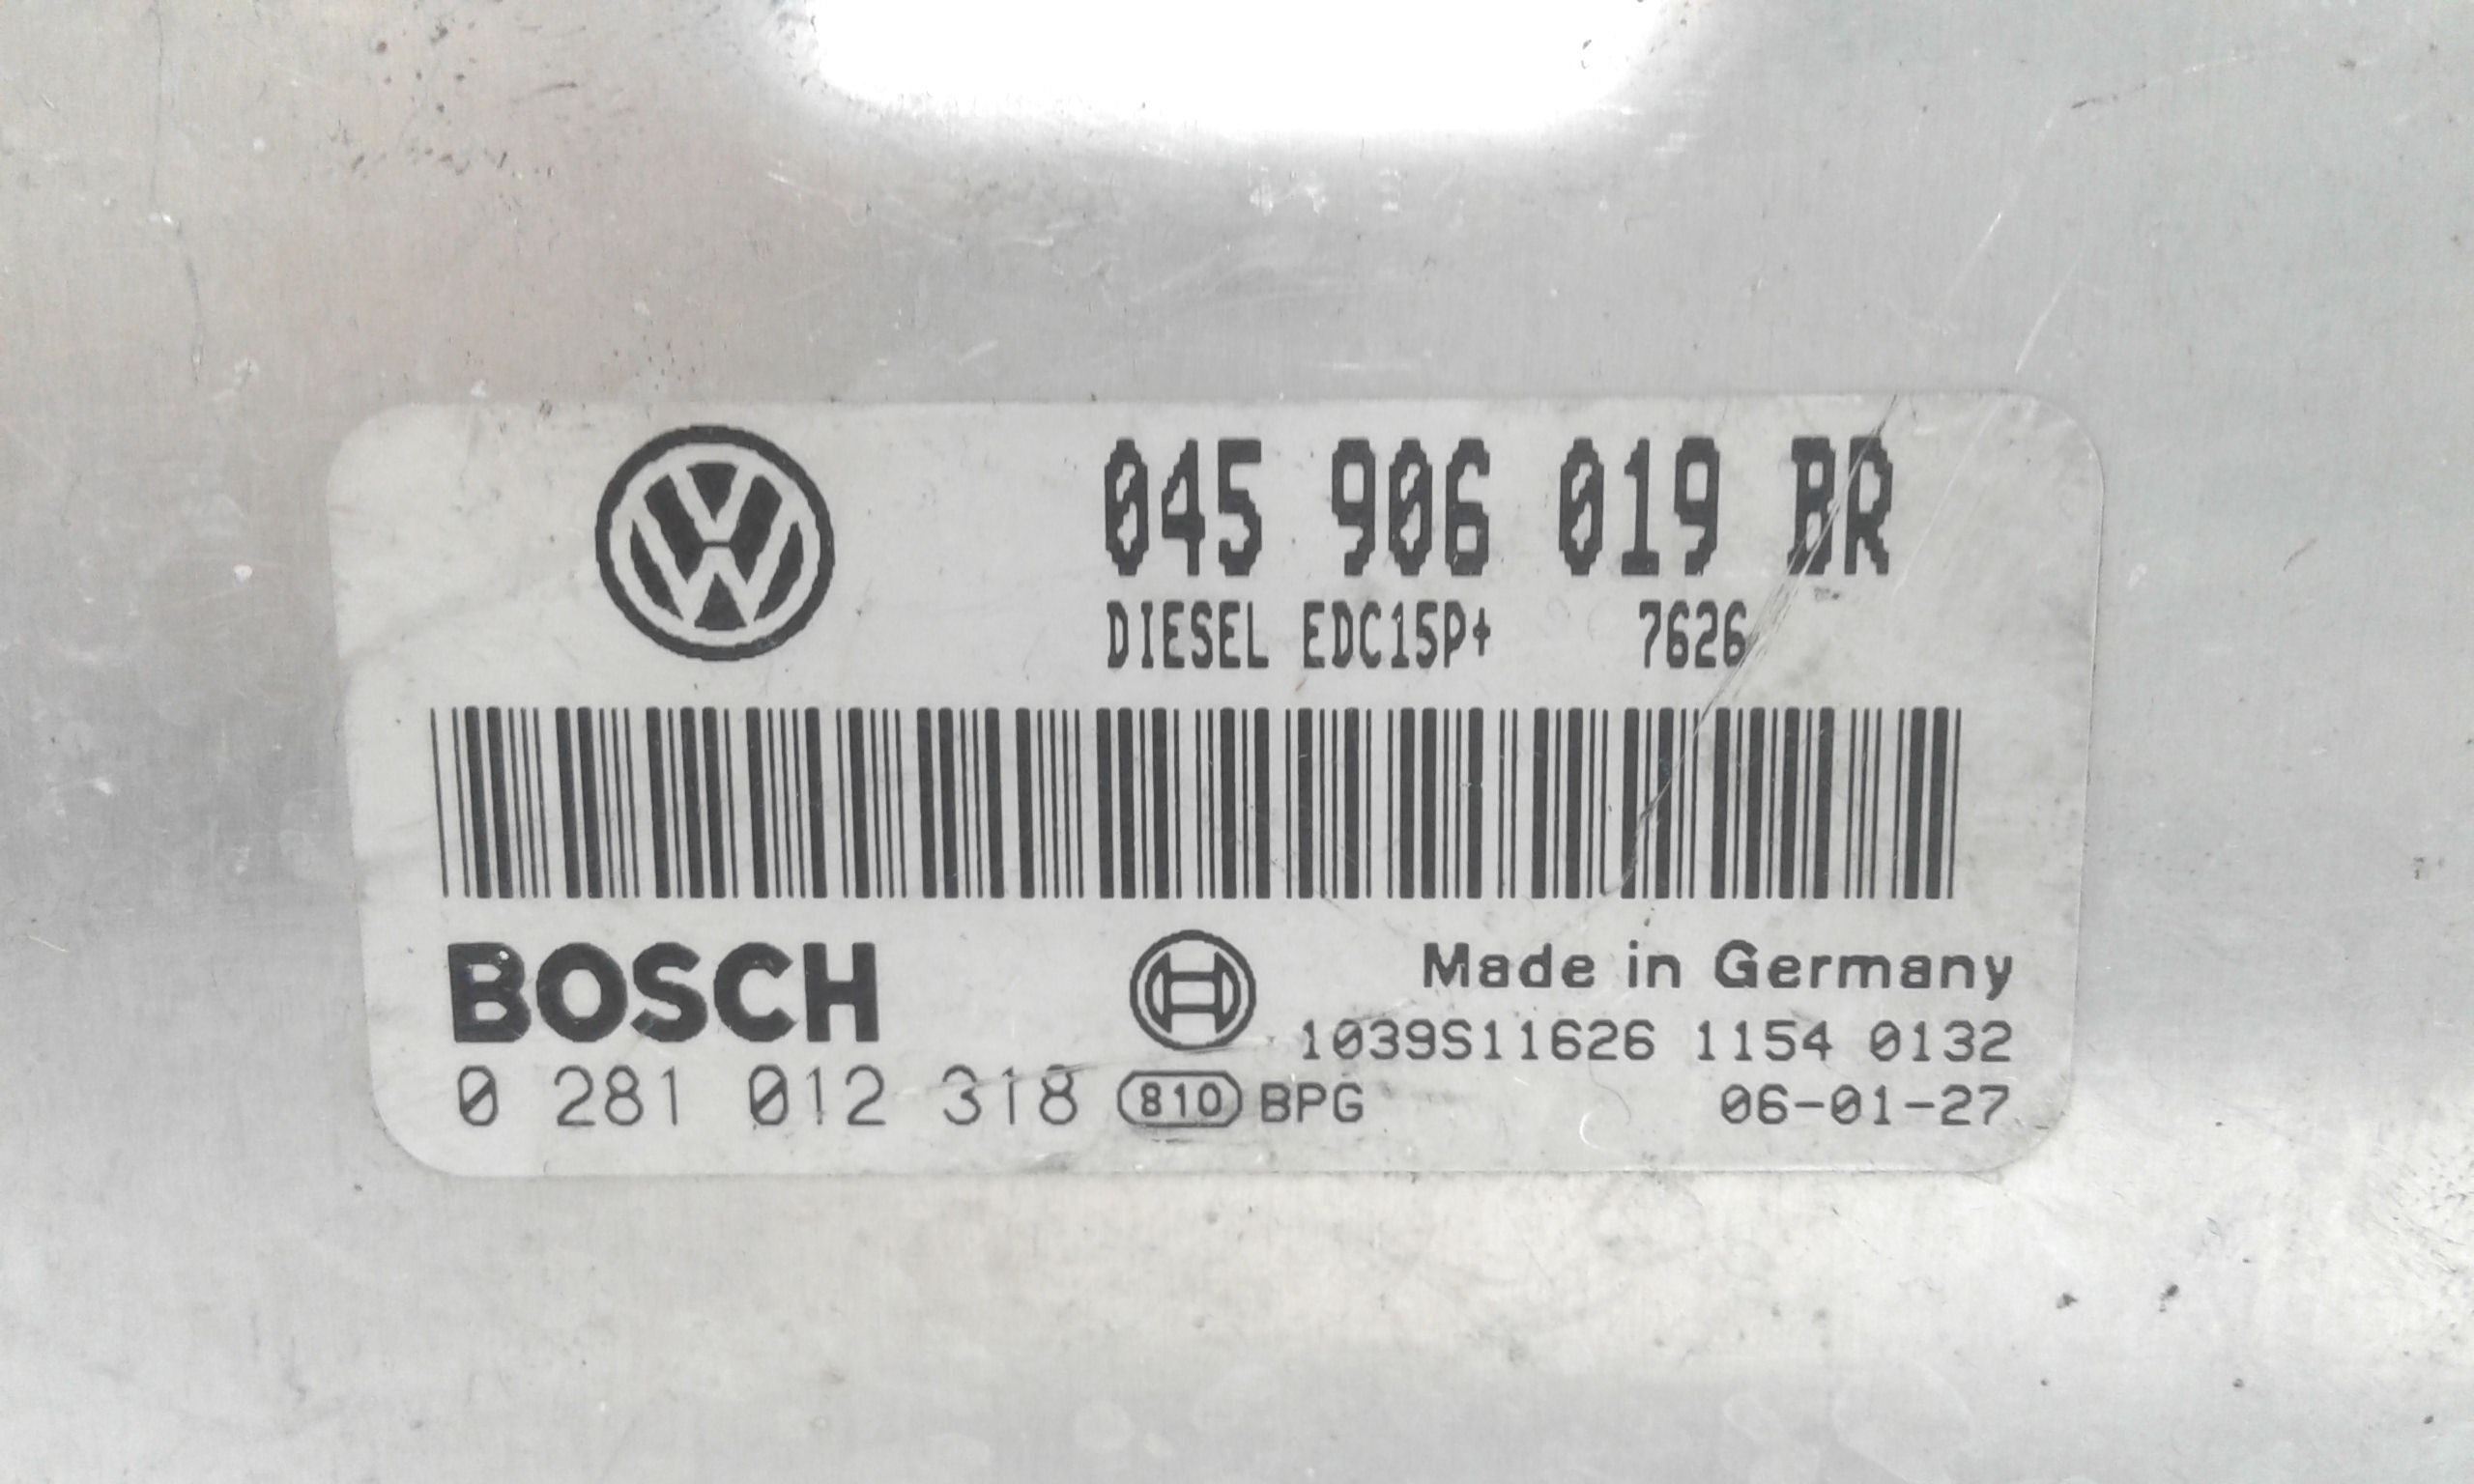 045 906 019 BR
DIESEL EDC15P+ 7626
BOSCH
Made in Germany
1039S11626 1154 0132
0 281 012 318 810 BPG 06-01-27